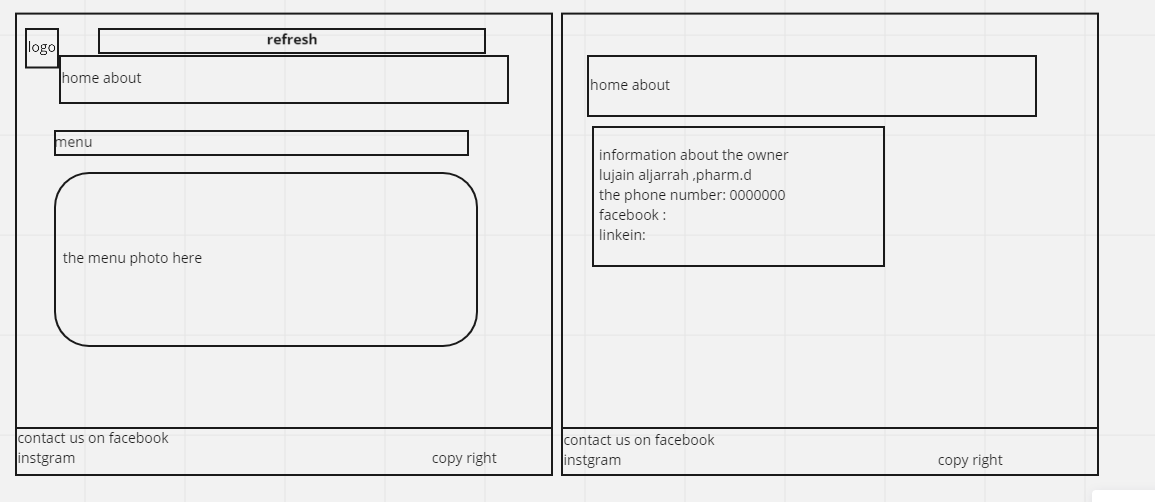 logo
refresh
home about
menu
the menu photo here
contact us on facebook
instgram
copy right
home about
information about the owner
lujain aljarrah ,pharm.d
the phone number: 0000000
facebook :
linkein:
contact us on facebook
instgram
copy right